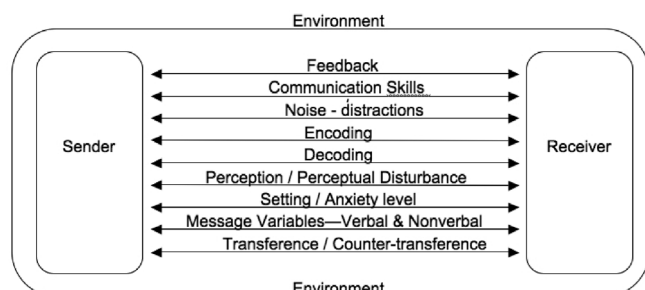 Environment
Feedback
Communication Skills
Noise - distractions
Encoding
Sender
Receiver
Decoding
Perception / Perceptual Disturbance
Setting / Anxiety level
Message Variables—Verbal & Nonverbal
Transference / Counter-transference
Environment